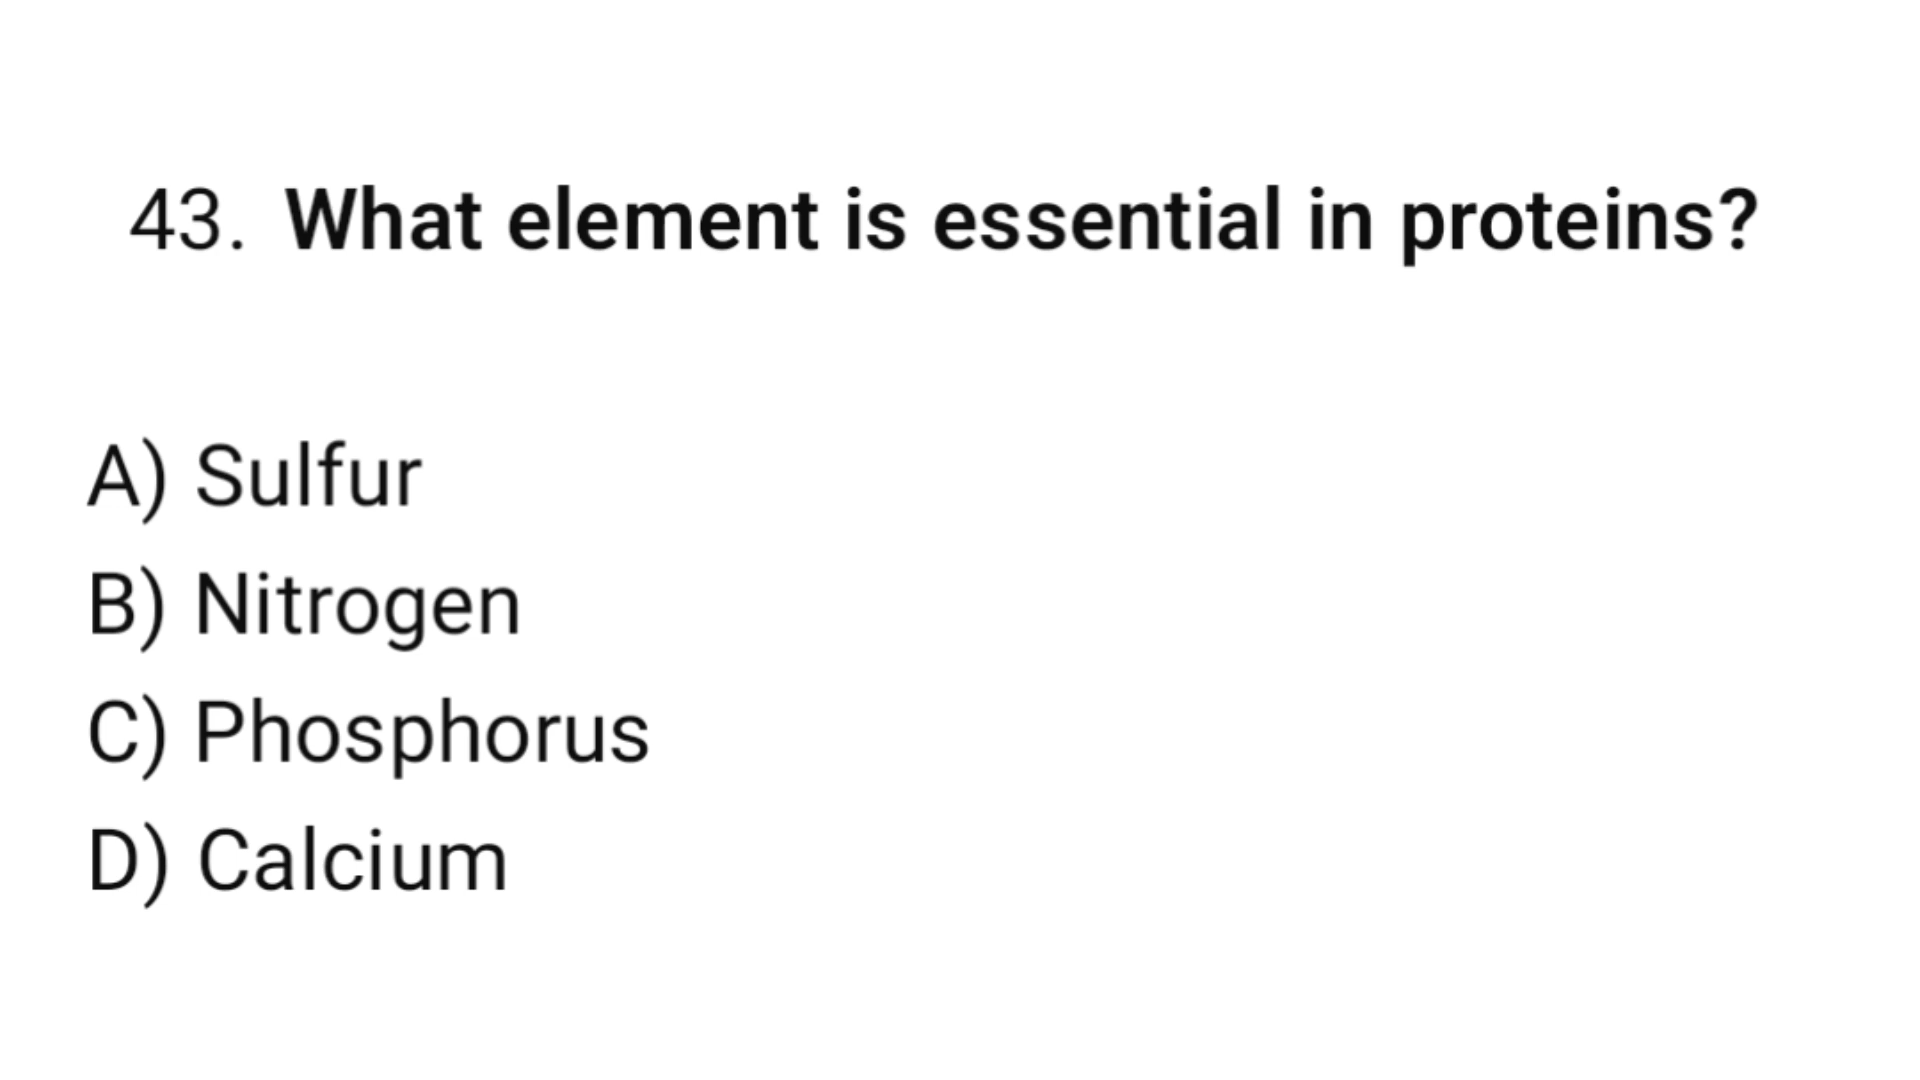 43. What element is essential in proteins?
A) Sulfur
B) Nitrogen
C) Phosphorus
D) Calcium